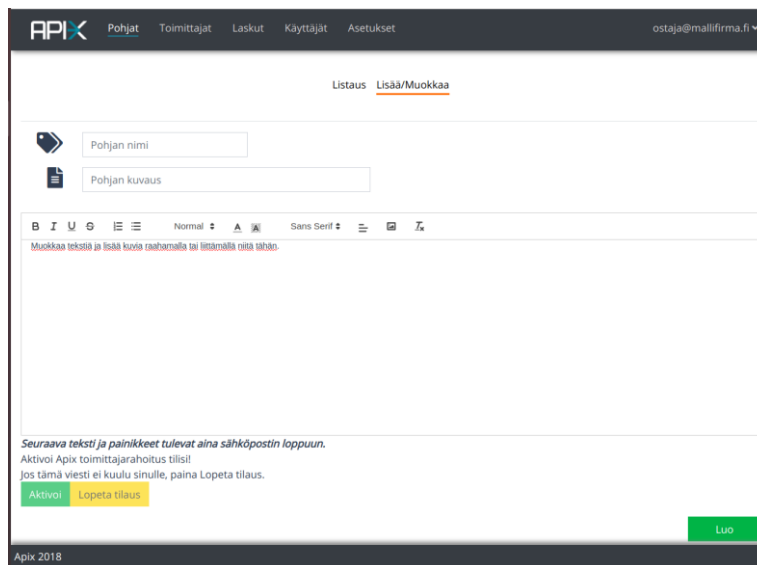 APIX Pohjat Toimittajat Laskut Käyttäjät Asetukset ostaja@mallifirma.fi
Listaus Lisää/Muokkaa
Pohjan nimi
Pohjan kuvaus
B I U S Normal A A Sans Serif Tx
Muokkaa tekstiä ja lisää kuvia raahamalla tai liittämällä niitä tähän.
Seuraava teksti ja painikkeet tulevat aina sähköpostin loppuun.
Aktivoi Apix toimittajarahoitus tilisi!
Jos tämä viesti ei kuulu sinulle, paina Lopeta tilaus.
Aktivoi Lopeta tilaus
Luo
Apix 2018